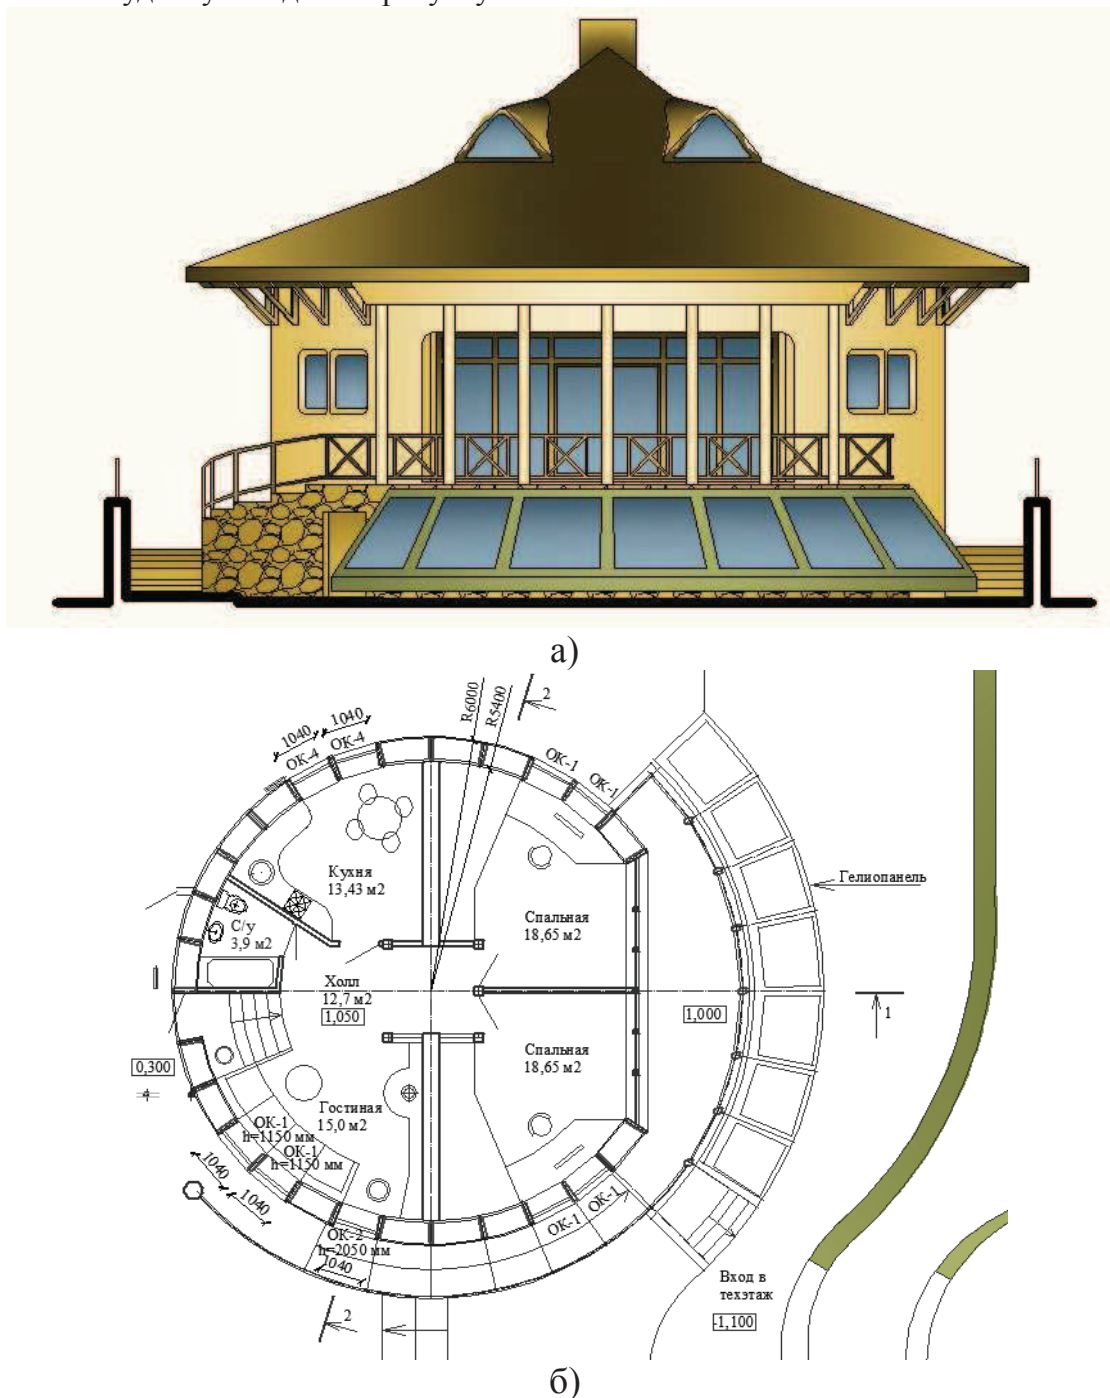 а)
R6000
R5400
2
1040
1040
ОК-4
ОК-4
ОК-1
ОК-1
Гелиопанель
Кухня
13,43 м2
С/у
3,9 м2
Спальная
18,65 м2
Холл
12,7 м2
1,050
1,000
1
0,300
Спальная
18,65 м2
Гостиная
15,0 м2
ОК-1
h=1150 мм
ОК-1
h=1150 мм
1040
1040
ОК-2
h=2050 мм
1040
ОК-1
ОК-1
2
Вход в
техэтаж
-1,100
б)